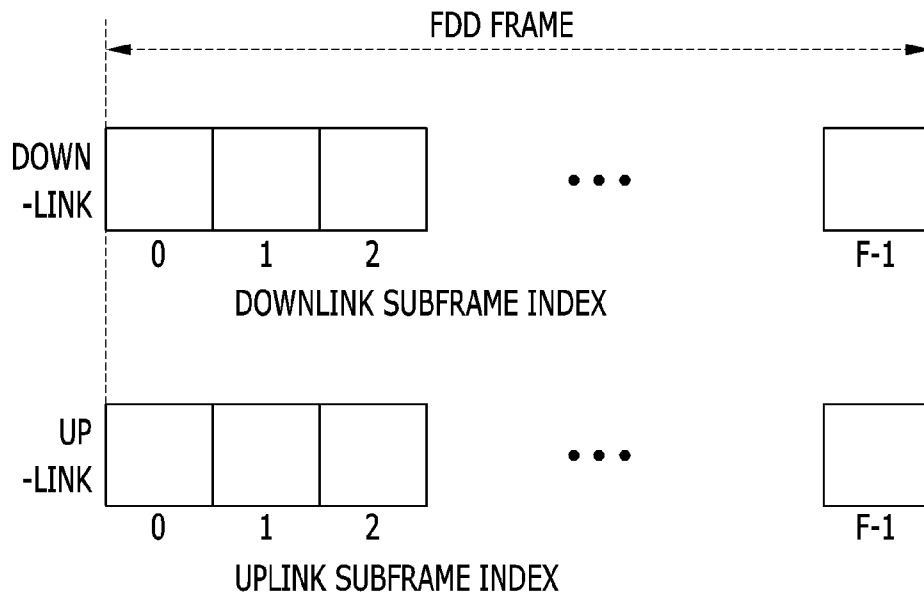 FDD FRAME
DOWN
-LINK
0 1 2 F-1
DOWNLINK SUBFRAME INDEX
UP
-LINK
0 1 2 F-1
UPLINK SUBFRAME INDEX